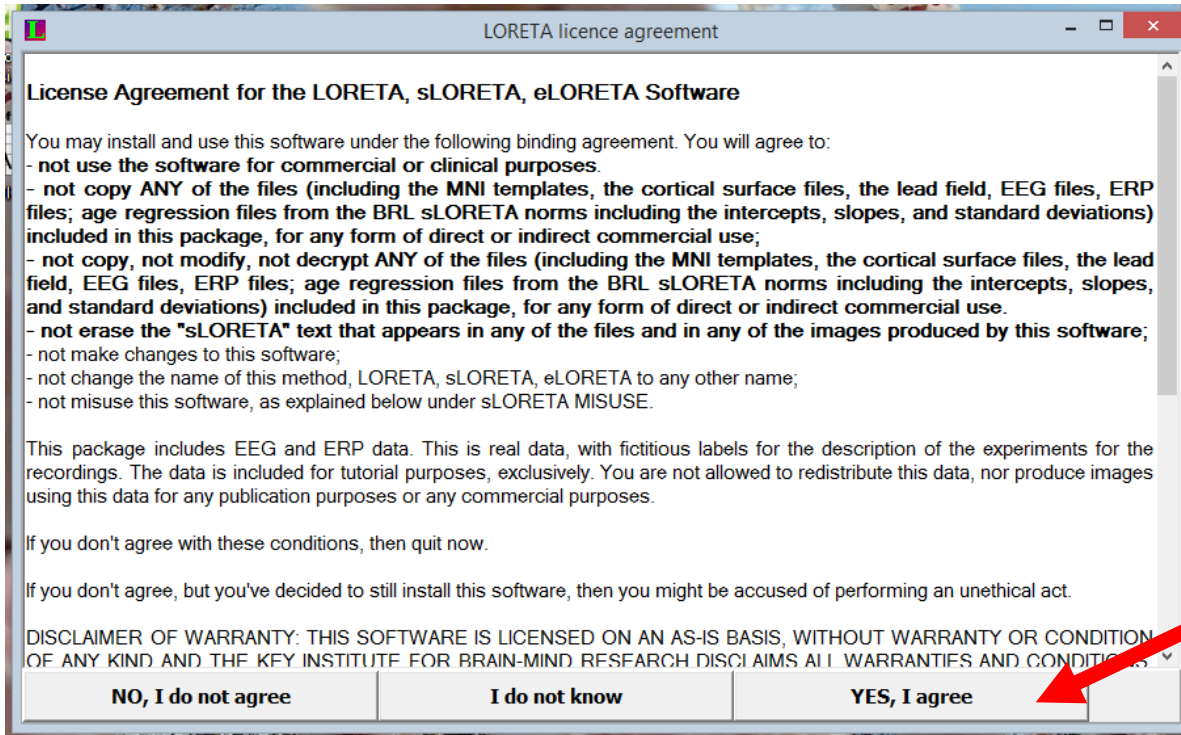 LORETA licence agreement
License Agreement for the LORETA, sLORETA, eLORETA Software
You may install and use this software under the following binding agreement. You will agree to:
- not use the software for commercial or clinical purposes.
- not copy ANY of the files (including the MNI templates, the cortical surface files, the lead field, EEG files, ERP
files; age regression files from the BRL sLORETA norms including the intercepts, slopes, and standard deviations)
included in this package, for any form of direct or indirect commercial use;
- not copy, not modify, not decrypt ANY of the files (including the MNI templates, the cortical surface files, the lead
field, EEG files, ERP files; age regression files from the BRL sLORETA norms including the intercepts, slopes,
and standard deviations) included in this package, for any form of direct or indirect commercial use.
- not erase the "sLORETA" text that appears in any of the files and in any of the images produced by this software;
- not make changes to this software;
- not change the name of this method, LORETA, sLORETA, eLORETA to any other name;
- not misuse this software, as explained below under sLORETA MISUSE.
This package includes EEG and ERP data. This is real data, with fictitious labels for the description of the experiments for the
recordings. The data is included for tutorial purposes, exclusively. You are not allowed to redistribute this data, nor produce images
using this data for any publication purposes or any commercial purposes.
If you don't agree with these conditions, then quit now.
If you don't agree, but you've decided to still install this software, then you might be accused of performing an unethical act.
DISCLAIMER OF WARRANTY: THIS SOFTWARE IS LICENSED ON AN AS-IS BASIS, WITHOUT WARRANTY OR CONDITION
OF ANY KIND AND THE KEY INSTITUTE FOR BRAIN-MIND RESEARCH DISCLAIMS ALL WARRANTIES AND CONDITIONS
NO, I do not agree
I do not know
YES, I agree